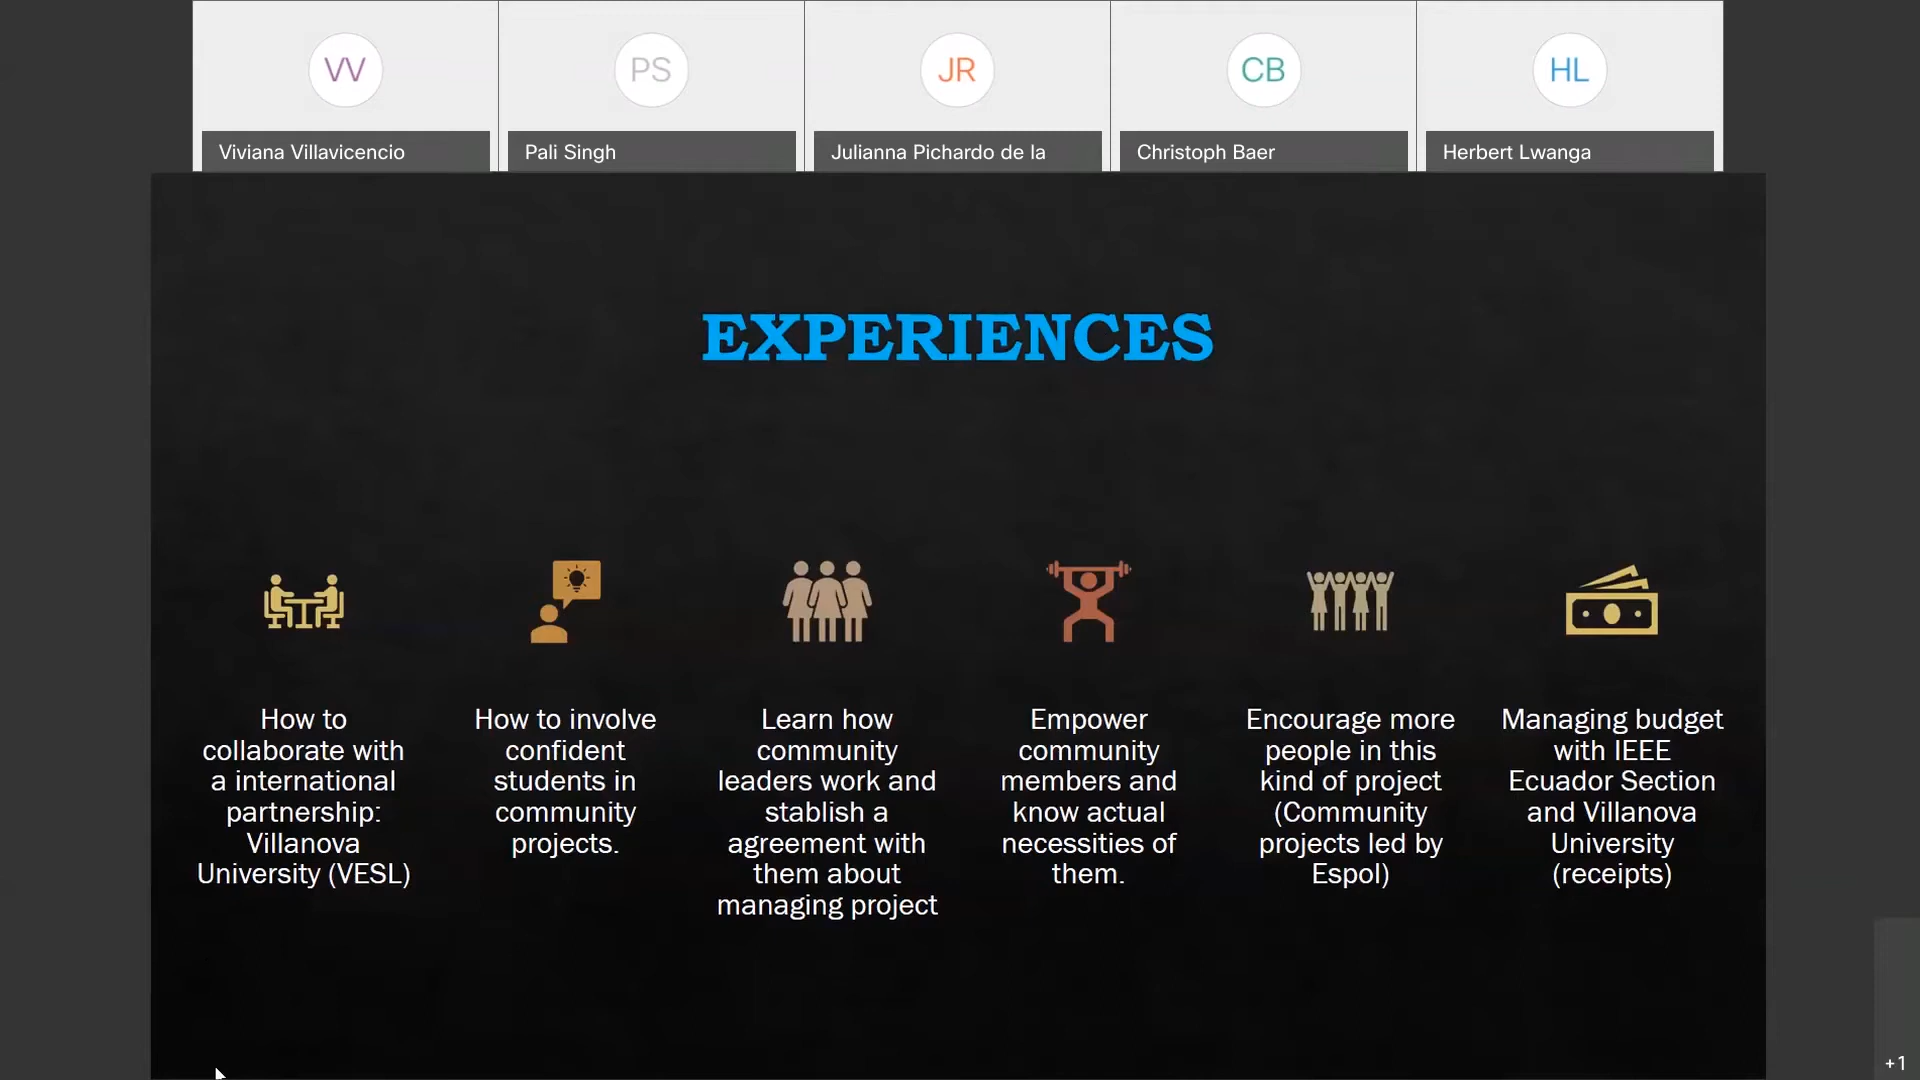 VV
PS
JR
CB
HL
Viviana Villavicencio
Pali Singh
Julianna Pichardo de la
Christoph Baer
Herbert Lwanga
EXPERIENCES
How to
collaborate with
a international
partnership:
Villanova
University (VESL)
How to involve
confident
students in
community
projects.
Learn how
community
leaders work and
stablish a
agreement with
them about
managing project
Empower
community
members and
know actual
necessities of
them.
Encourage more
people in this
kind of project
(Community
projects led by
Espol)
Managing budget
with IEEE
Ecuador Section
and Villanova
University
(receipts)
+1